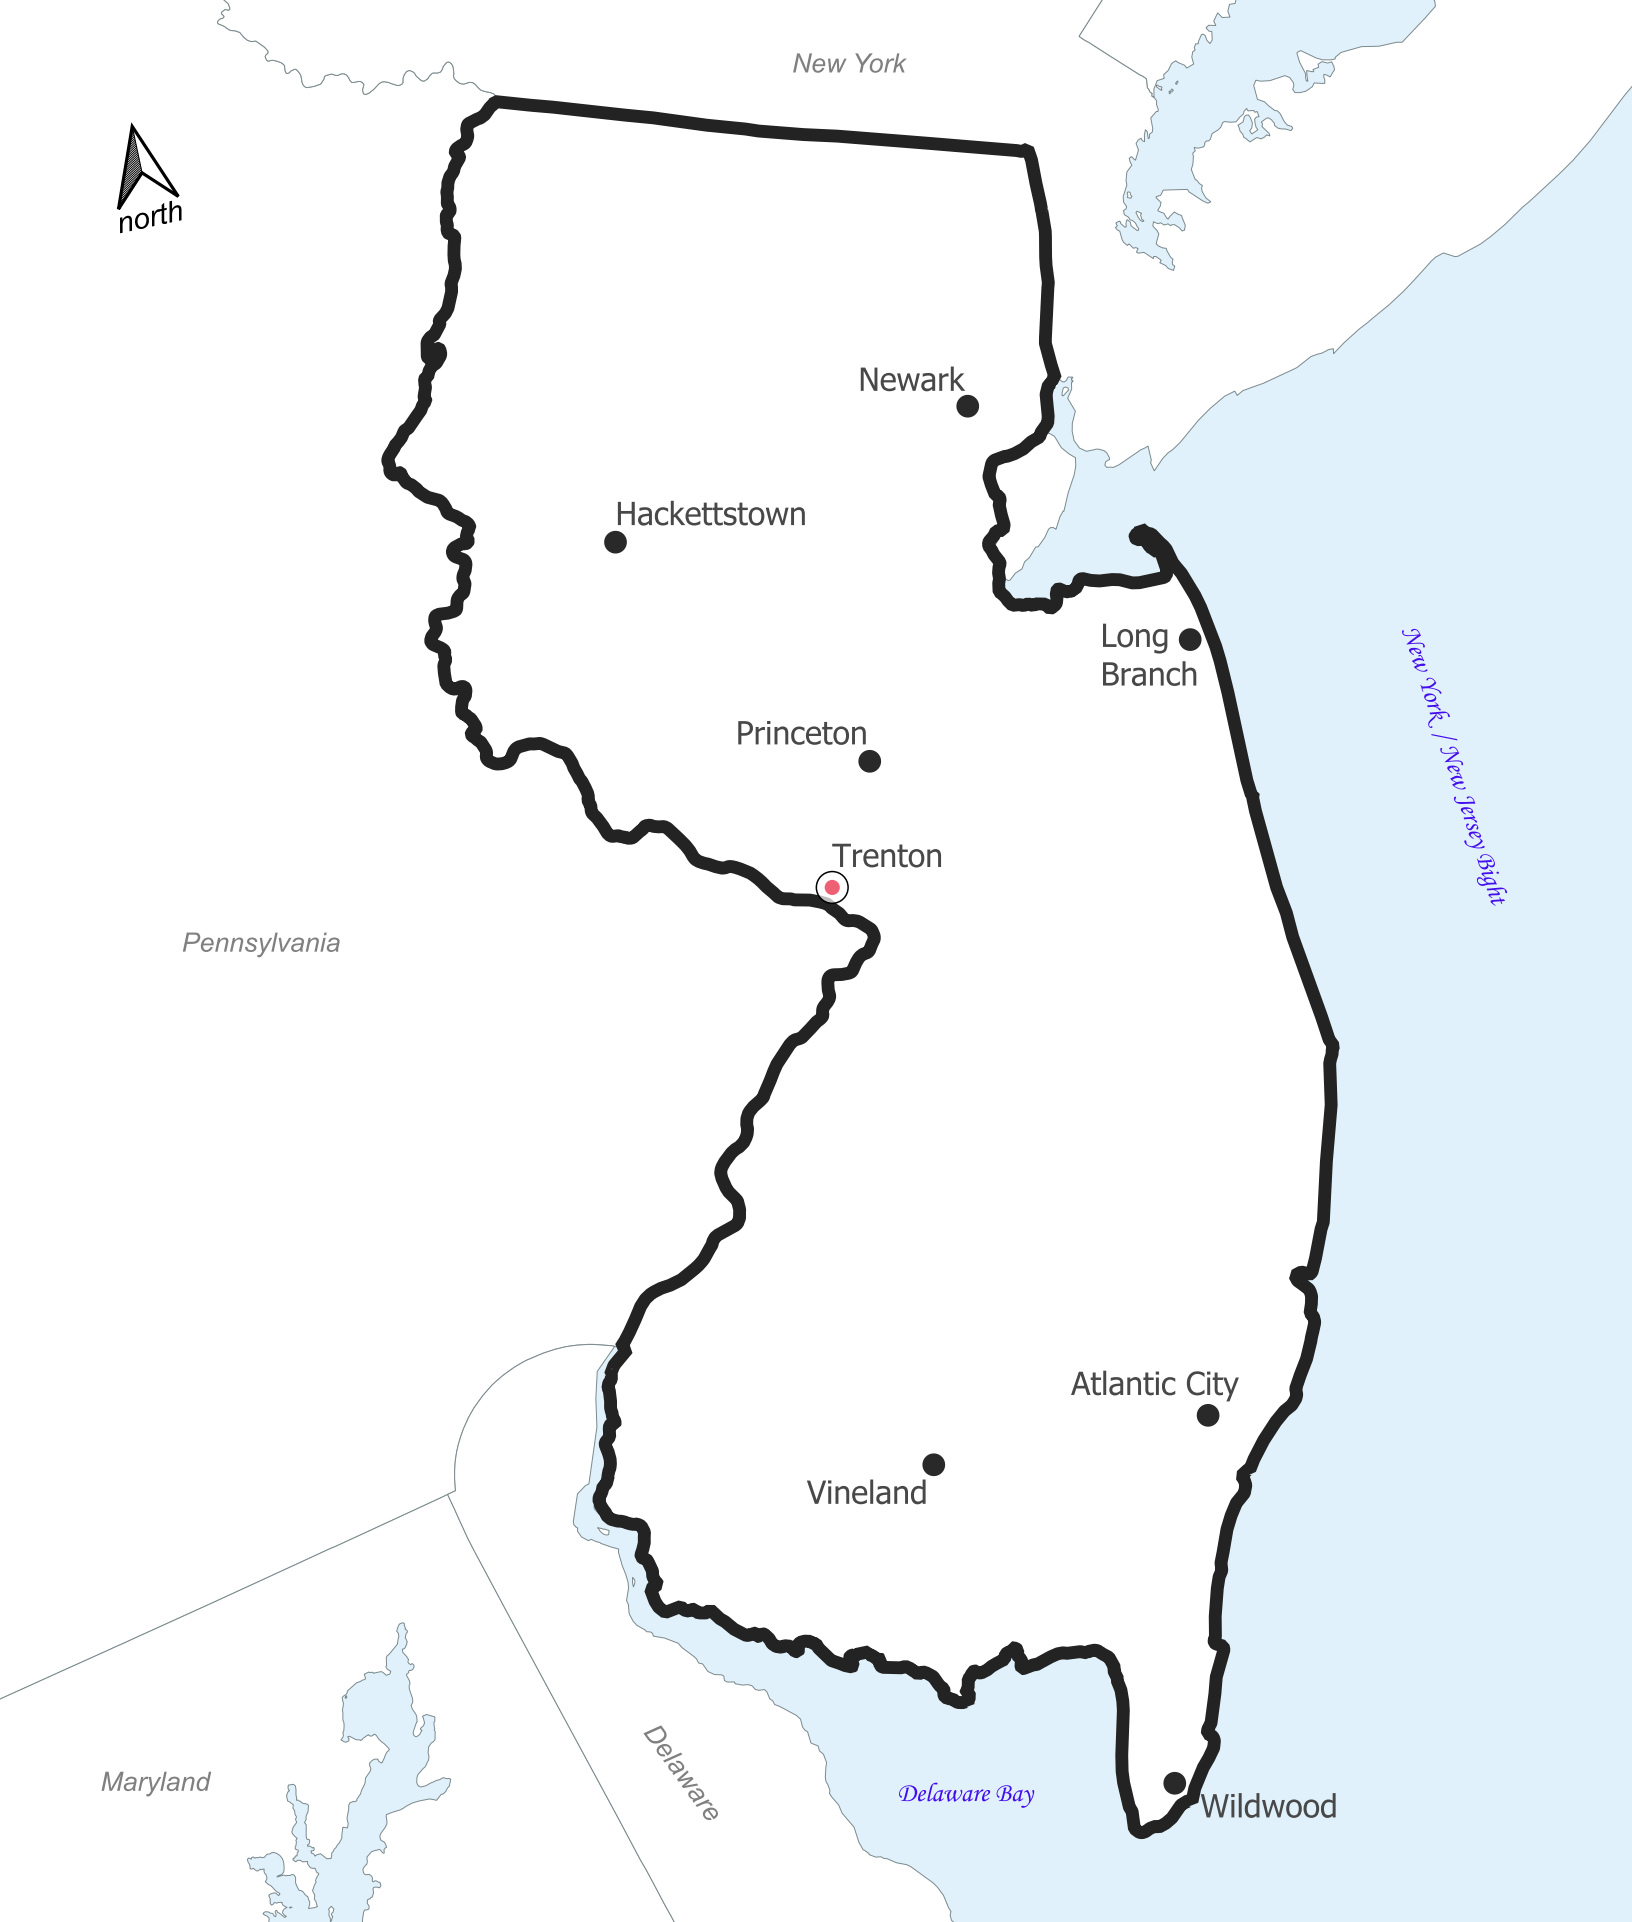 New York
north
Newark
Hackettstown
Long
Branch
New York / New Jersey Bight
Princeton
Trenton
Pennsylvania
Atlantic City
Vineland
Delaware
Maryland
Delaware Bay
Wildwood